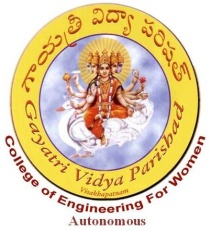 గాయత్రి విద్యా పరిషత్
Gayatri Vidya Parishad
Visakhapatnam
College of Engineering For Women
Autonomous